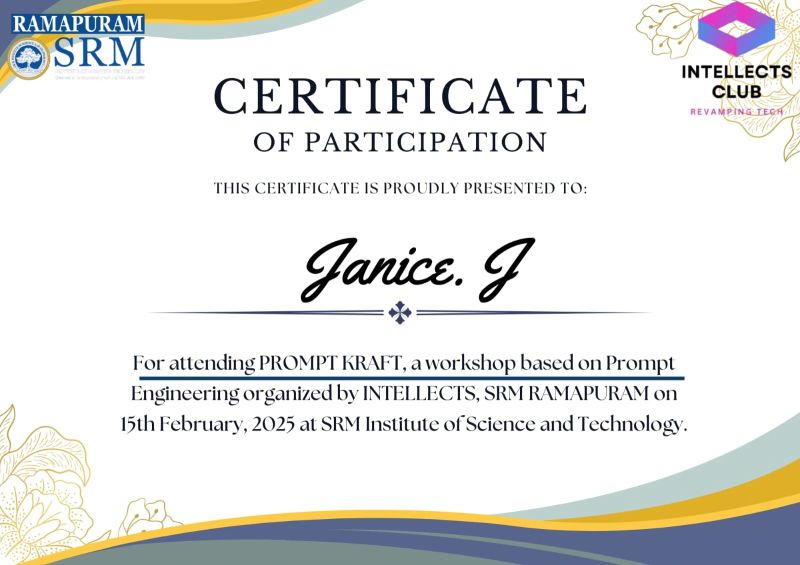 RAMAPURAM
SRM
INTELLECTS
CLUB
REVAMPING TECH
CERTIFICATE
OF PARTICIPATION
THIS CERTIFICATE IS PROUDLY PRESENTED TO:
Janice. J
For attending PROMPT KRAFT, a workshop based on Prompt
Engineering organized by INTELLECTS, SRM RAMAPURAM on
15th February, 2025 at SRM Institute of Science and Technology.